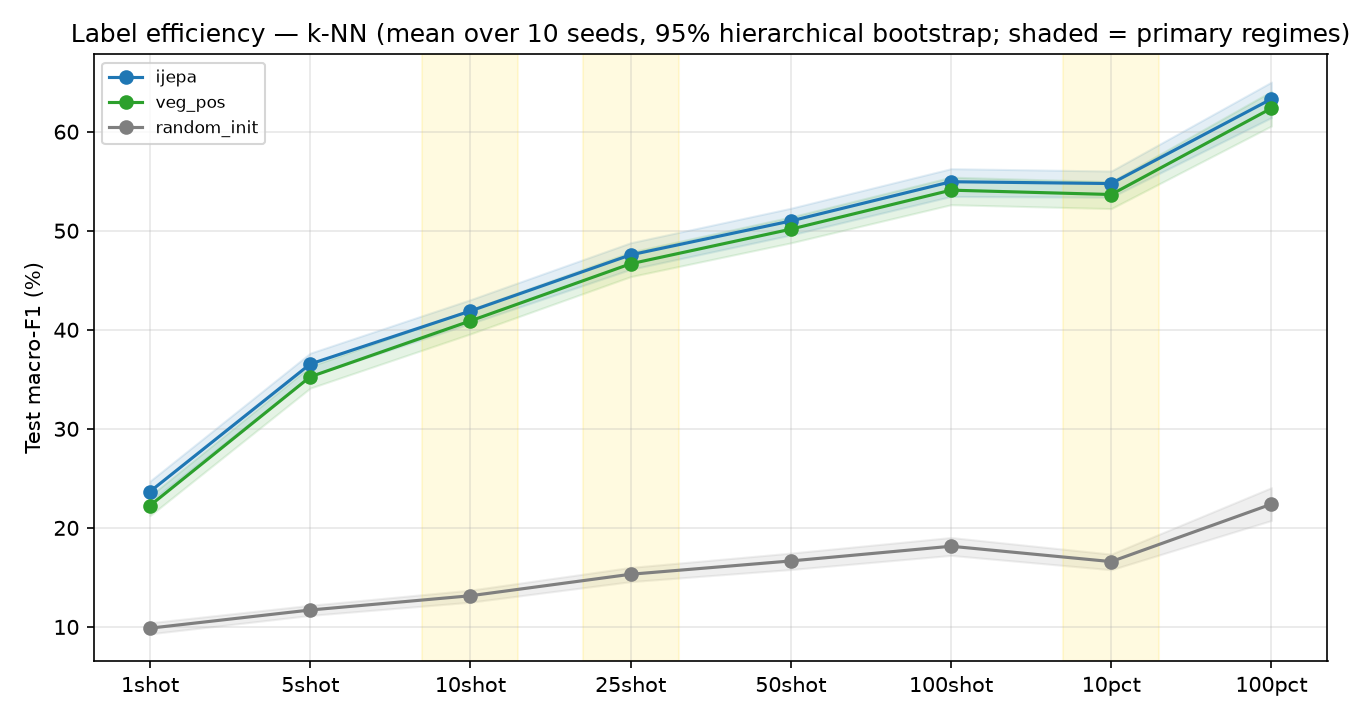 Label efficiency — k-NN (mean over 10 seeds, 95% hierarchical bootstrap; shaded = primary regimes)
ijepa
veg_pos
random_init
Test macro-F1 (%)
60
50
40
30
20
10
1shot 5shot 10shot 25shot 50shot 100shot 10pct 100pct